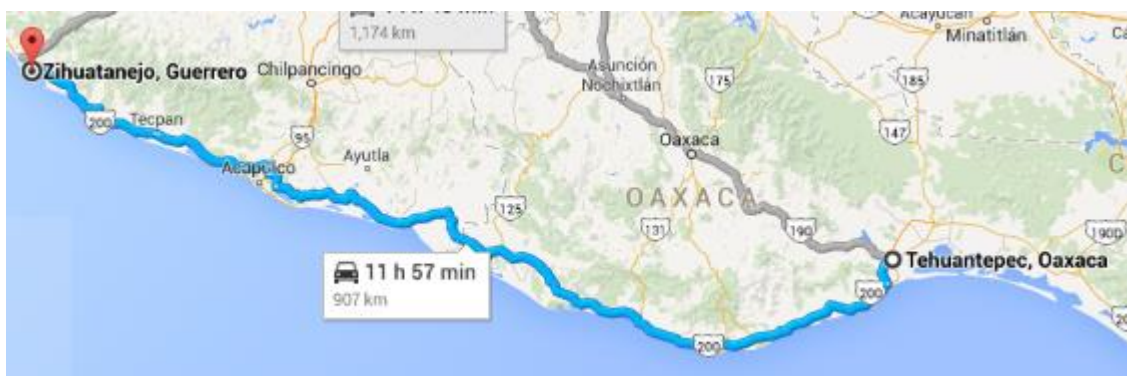 1,174 km
Acayucan
Minatitlán
Zihuatanejo, Guerrero
Chilpancingo
Asunción
Nochixtlán
175
185
200
Tecpan
95
147
Acapulco
Ayutla
Oaxaca
OAXACA
125
131
190
190D
11 h 57 min
907 km
Tehuantepec, Oaxaca
200
200